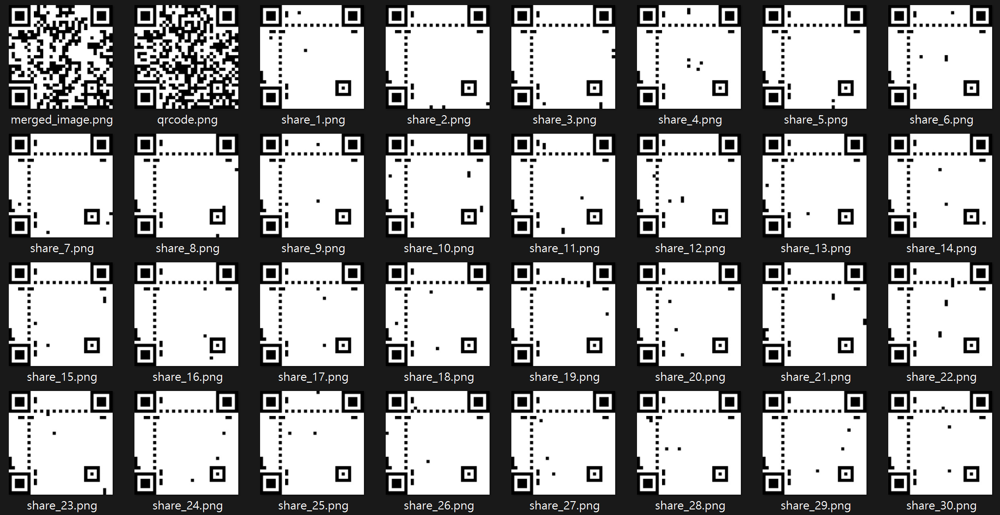 merged_image.png qrcode.png share_1.png share_2.png share_3.png share_4.png share_5.png share_6.png
share_7.png share_8.png share_9.png share_10.png share_11.png share_12.png share_13.png share_14.png
share_15.png share_16.png share_17.png share_18.png share_19.png share_20.png share_21.png share_22.png
share_23.png share_24.png share_25.png share_26.png share_27.png share_28.png share_29.png share_30.png